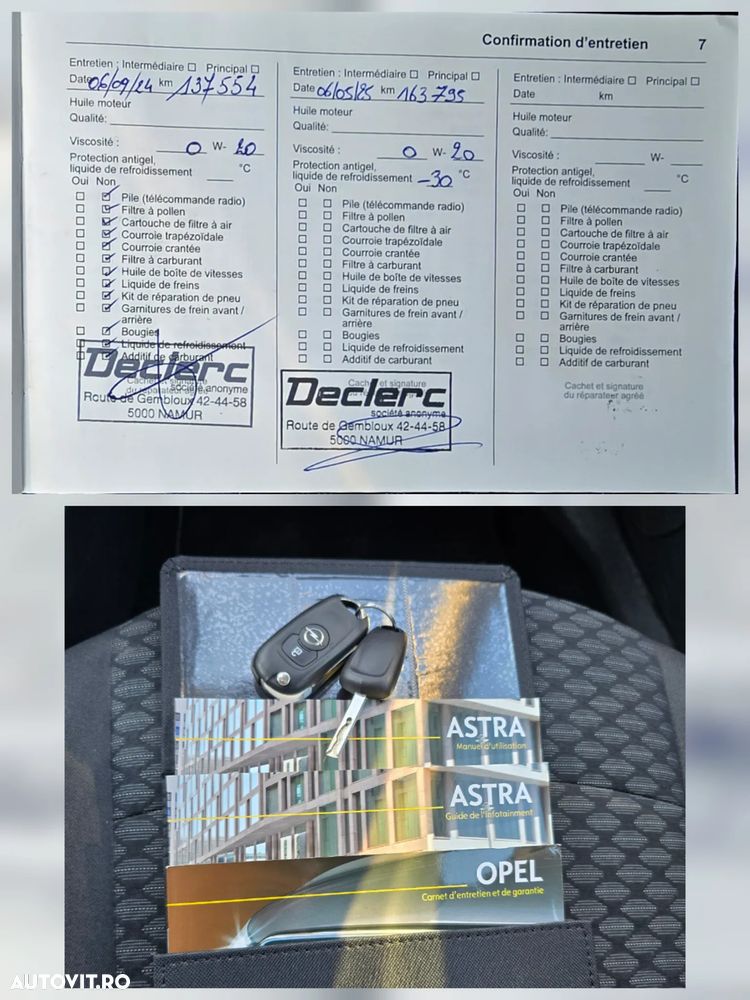 Confirmation d'entretien 7
Entretien : Intermédiaire ☐ Principal ☐
Date 06/09/24 km 137554
Huile moteur
Qualité:
Viscosité : 0 W- 20
Protection antigel,
liquide de refroidissement °C
Oui Non
Pile (télécommande radio)
Filtre à pollen
Cartouche de filtre à air
Courroie trapézoïdale
Courroie crantée
Filtre à carburant
Huile de boîte de vitesses
Liquide de freins
Kit de réparation de pneu
Garnitures de frein avant /
arrière
Bougies
Liquide de refroidissement
Additif de carburant
Declerc
société anonyme
Route de Gembloux 42-44-58
5000 NAMUR
Entretien : Intermédiaire ☐ Principal ☐
Date 06/05/25 km 163795
Huile moteur
Qualité:
Viscosité : 0 W- 20
Protection antigel,
liquide de refroidissement -30 °C
Oui Non
Pile (télécommande radio)
Filtre à pollen
Cartouche de filtre à air
Courroie trapézoïdale
Courroie crantée
Filtre à carburant
Huile de boîte de vitesses
Liquide de freins
Kit de réparation de pneu
Garnitures de frein avant /
arrière
Bougies
Liquide de refroidissement
Additif de carburant
Cachet et signature
Declerc
société anonyme
Route de Gembloux 42-44-58
5000 NAMUR
Entretien : Intermédiaire ☐ Principal ☐
Date km
Huile moteur
Qualité:
Viscosité : W-
Protection antigel,
liquide de refroidissement °C
Oui Non
Pile (télécommande radio)
Filtre à pollen
Cartouche de filtre à air
Courroie trapézoïdale
Courroie crantée
Filtre à carburant
Huile de boîte de vitesses
Liquide de freins
Kit de réparation de pneu
Garnitures de frein avant /
arrière
Bougies
Liquide de refroidissement
Additif de carburant
Cachet et signature
du réparateur agréé
ASTRA
Manuel d'utilisation
ASTRA
Guide de l'infotainment
OPEL
Carnet d'entretien et de garantie
AUTOVIT.RO